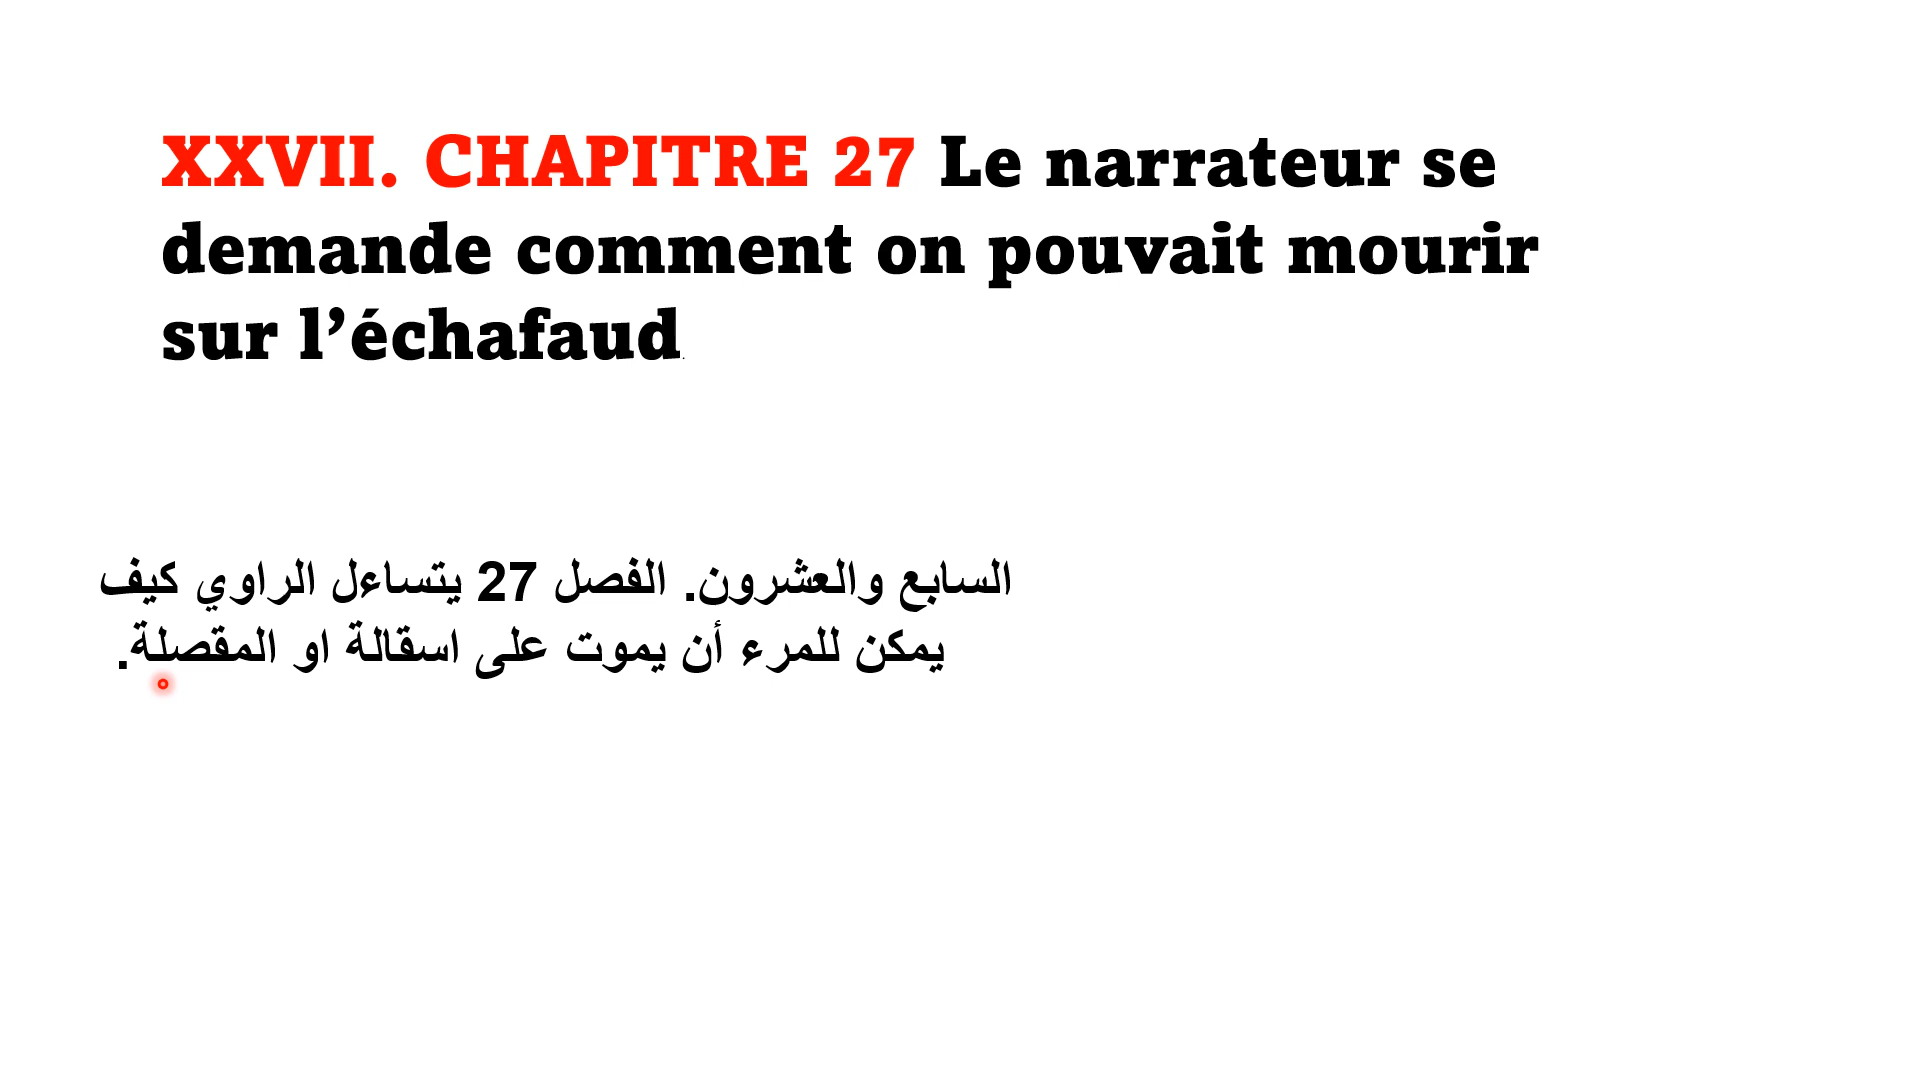 XXVII. CHAPITRE 27 Le narrateur se
demande comment on pouvait mourir
sur l’échafaud.
السابع والعشرون. الفصل 27 يتساءل الراوي كيف
يمكن للمرء أن يموت على اسقالة او المقصلة.